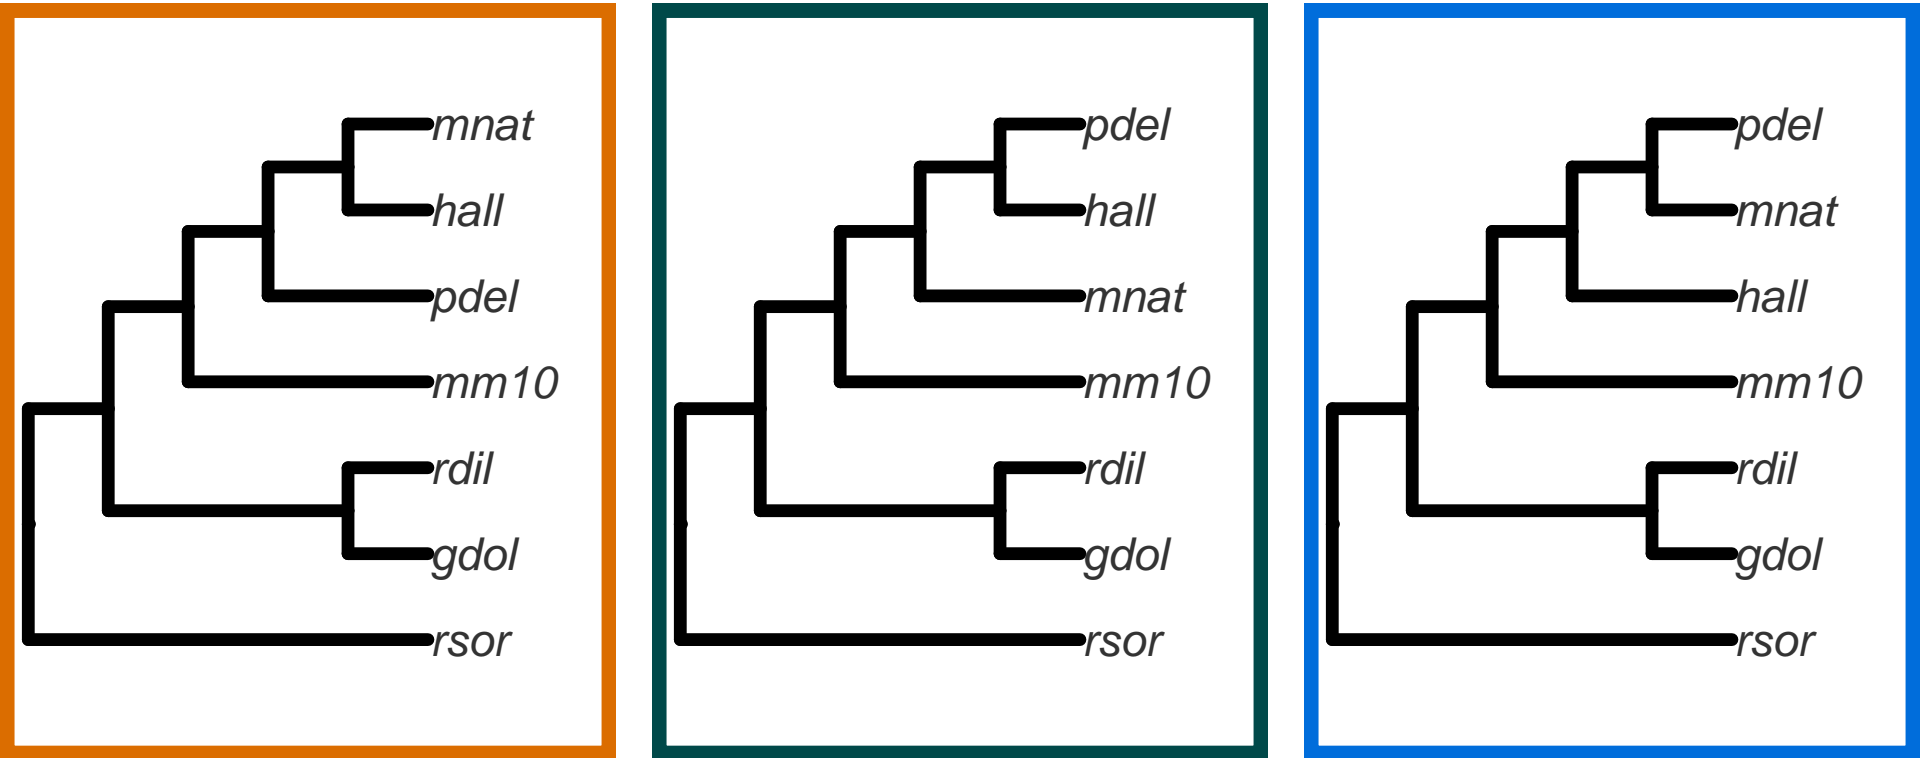 mnat
hall
pdel
mm10
rdil
gdol
rsor
pdel
hall
mnat
mm10
rdil
gdol
rsor
pdel
mnat
hall
mm10
rdil
gdol
rsor